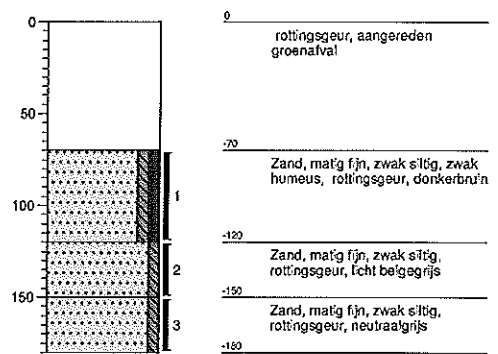 0
0
rottingsgeur, aangereden
groenafval
50
-70
Zand, matig fijn, zwak siltig, zwak
humeus, rottingsgeur, donkerbruin
1
100
-120
Zand, matig fijn, zwak siltig,
rottingsgeur, licht beigegrijs
2
150
-150
Zand, matig fijn, zwak siltig,
rottingsgeur, neutraalgrijs
3
-180